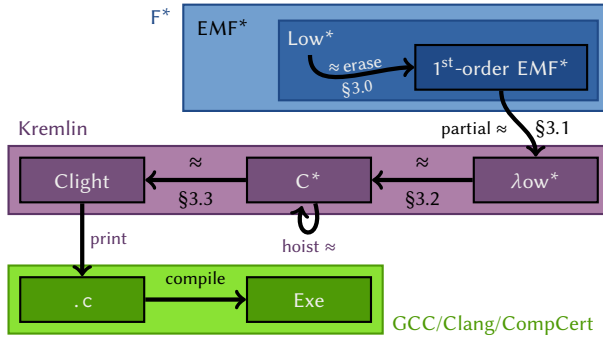 F*
EMF*
Low*
≈ erase
§3.0
1st-order EMF*
partial ≈ §3.1
Kremlin
Clight
≈
§3.3
C*
≈
§3.2
λow*
hoist ≈
print
.c
compile
Exe
GCC/Clang/CompCert